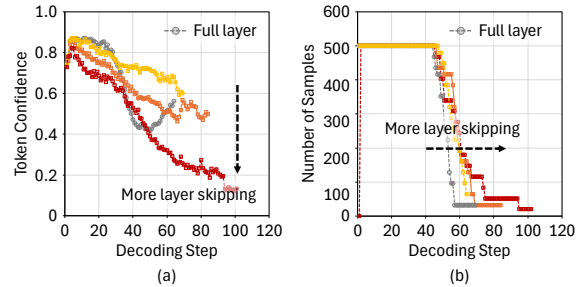 (a)
Token Confidence
1.0
0.8
0.6
0.4
0.2
0
Full layer
More layer skipping
0 20 40 60 80 100 120
Decoding Step
(a)
Number of Samples
600
500
400
300
200
100
0
Full layer
More layer skipping
0 20 40 60 80 100 120
Decoding Step
(b)